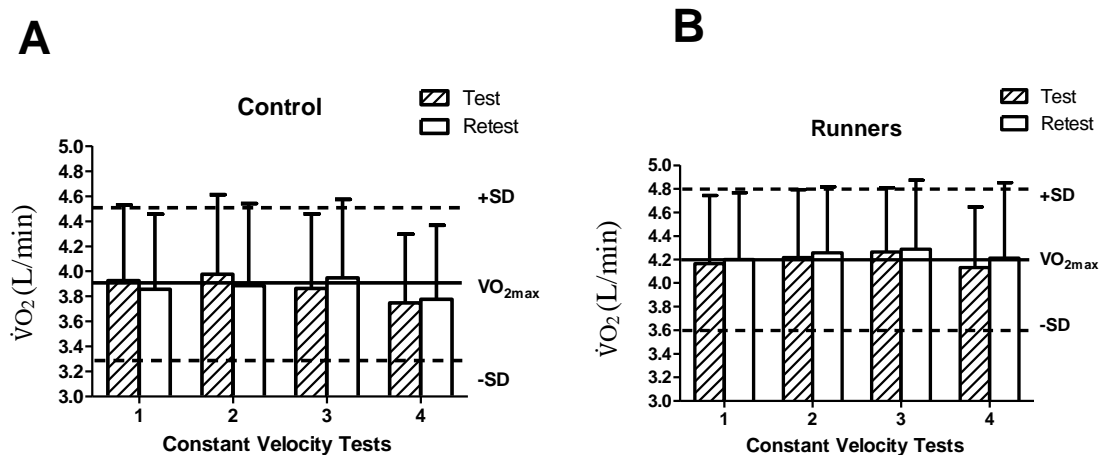 A
Control
Test
Retest
V̇O₂ (L/min)
5.0
4.8
4.6
4.4
4.2
4.0
3.8
3.6
3.4
3.2
3.0
+SD
VO₂max
-SD
1 2 3 4
Constant Velocity Tests
B
Runners
Test
Retest
V̇O₂ (L/min)
5.0
4.8
4.6
4.4
4.2
4.0
3.8
3.6
3.4
3.2
3.0
+SD
VO₂max
-SD
1 2 3 4
Constant Velocity Tests